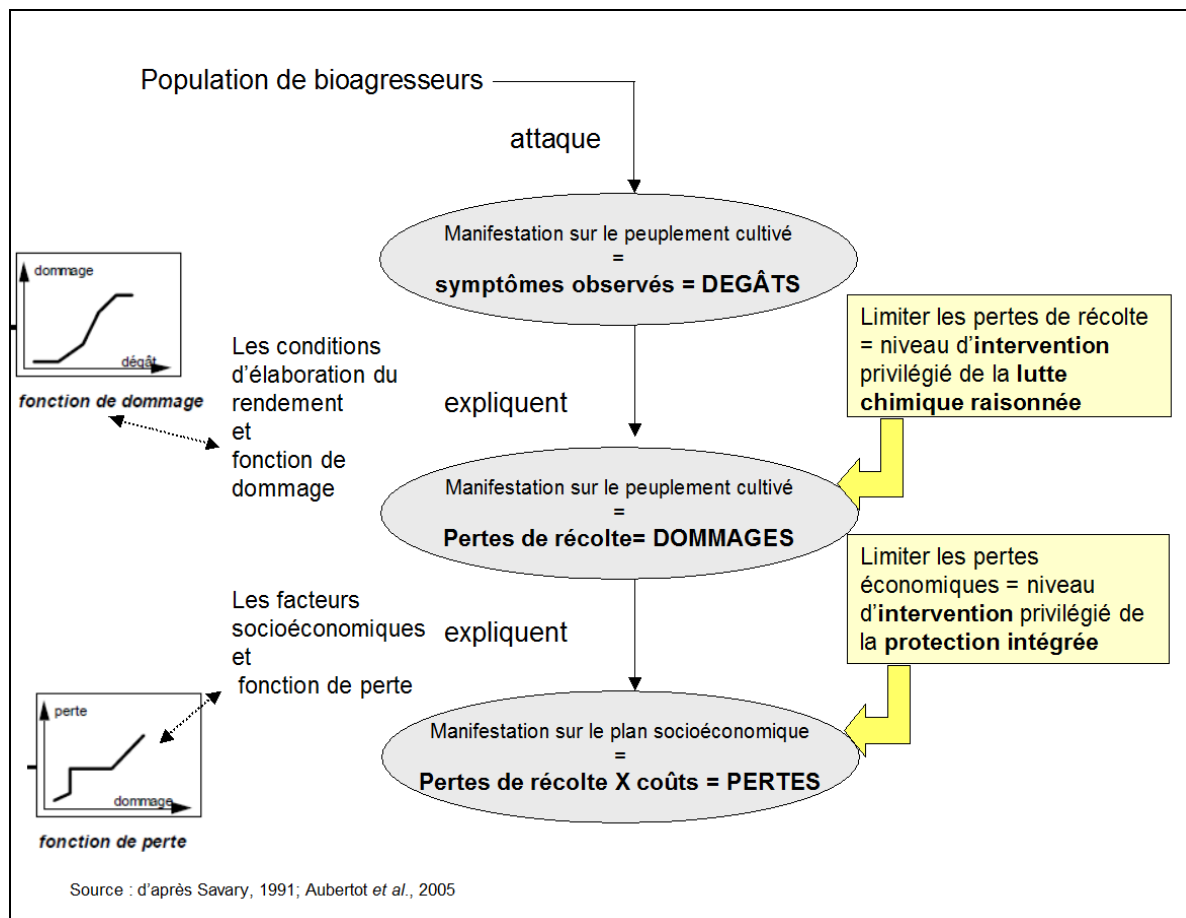 Population de bioagresseurs
attaque
Manifestation sur le peuplement cultivé
=
symptômes observés = DEGÂTS
dommage
dégât
fonction de dommage
Les conditions
d'élaboration du
rendement
et
fonction de
dommage
expliquent
Limiter les pertes de récolte
= niveau d'intervention
privilégié de la lutte
chimique raisonnée
Manifestation sur le peuplement cultivé
=
Pertes de récolte= DOMMAGES
Les facteurs
socioéconomiques
et
fonction de perte
expliquent
Limiter les pertes
économiques = niveau
d'intervention privilégié de
la protection intégrée
perte
dommage
fonction de perte
Manifestation sur le plan socioéconomique
=
Pertes de récolte X coûts = PERTES
Source : d'après Savary, 1991; Aubertot et al., 2005